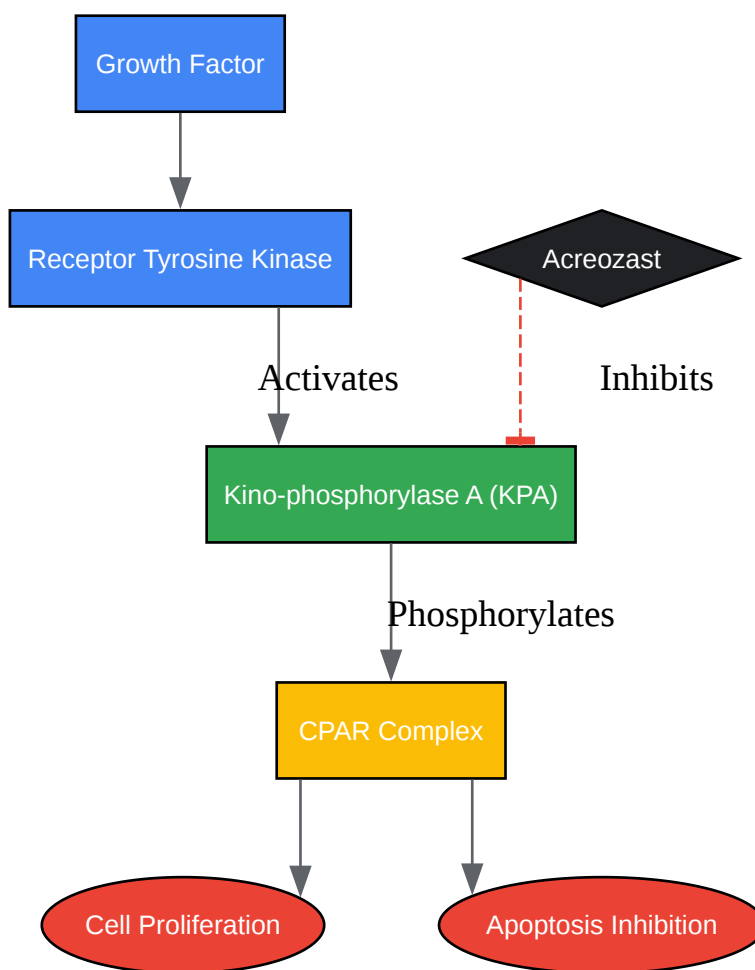 Growth Factor
Receptor Tyrosine Kinase
Acreozast
Activates
Inhibits
Kino-phosphorylase A (KPA)
Phosphorylates
CPAR Complex
Cell Proliferation
Apoptosis Inhibition